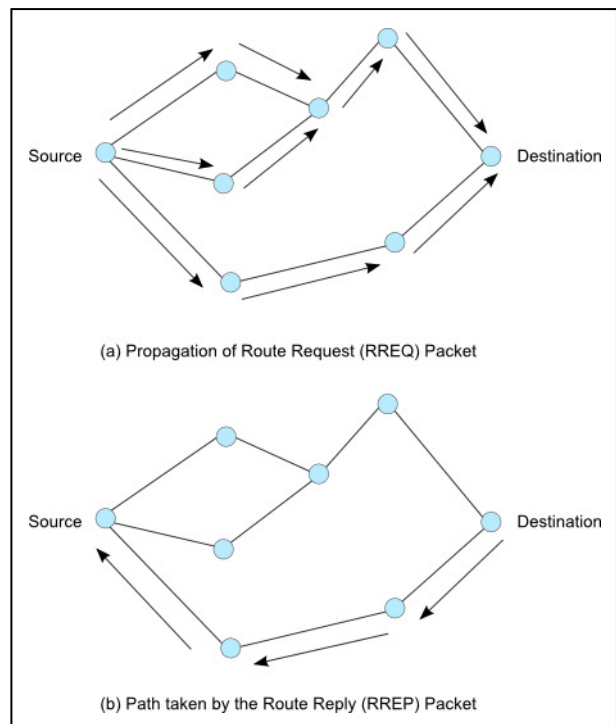 Source
Destination
(a) Propagation of Route Request (RREQ) Packet
Source
Destination
(b) Path taken by the Route Reply (RREP) Packet